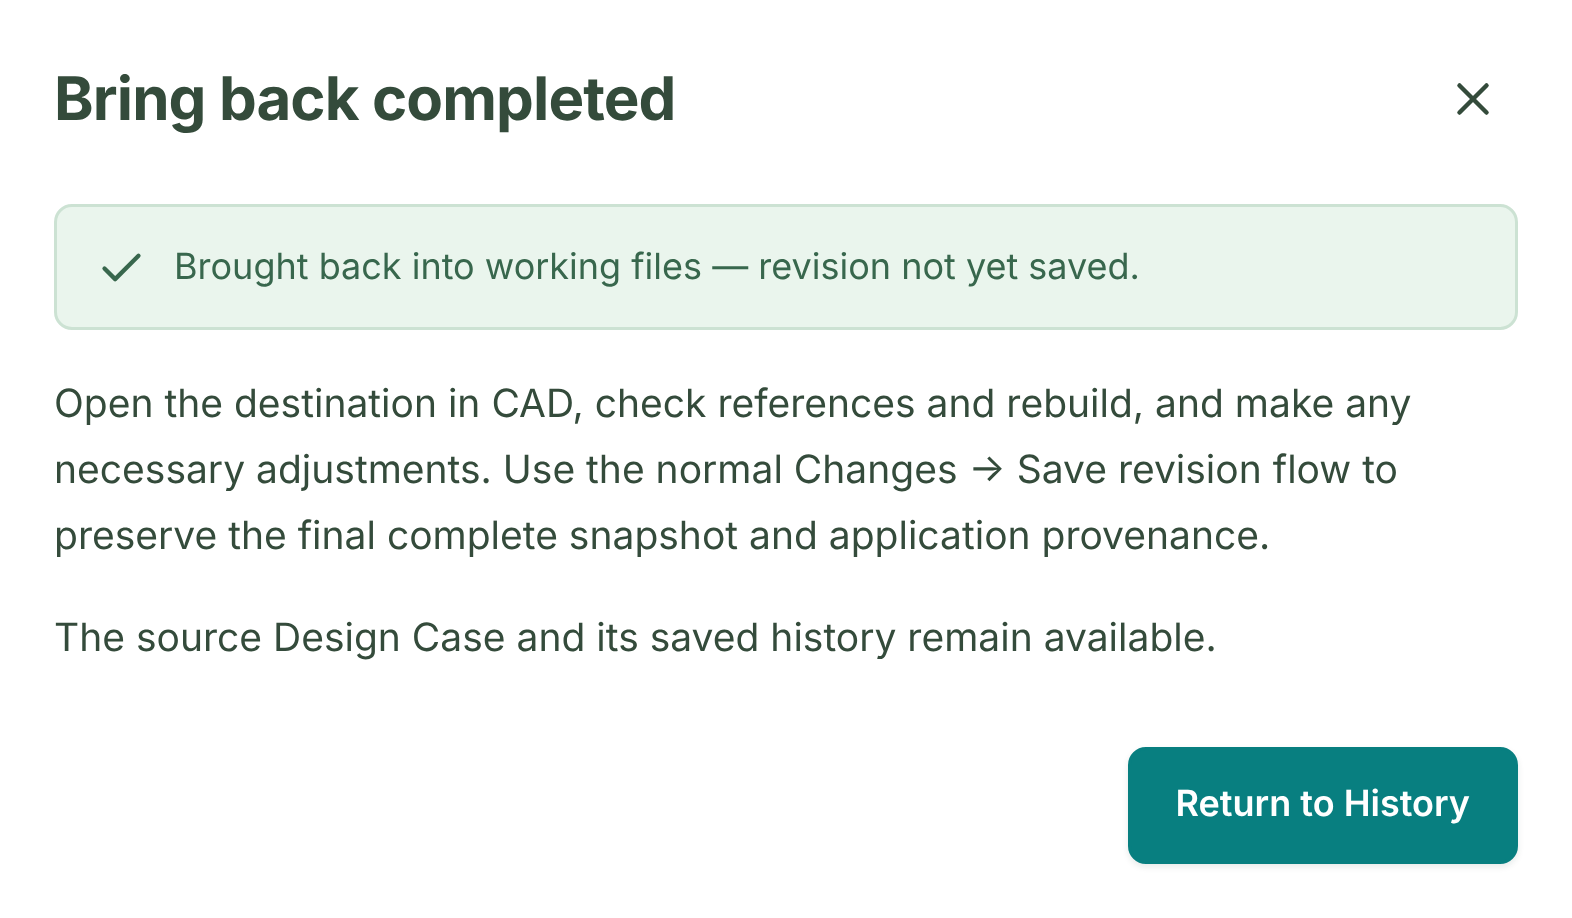 Bring back completed
Brought back into working files — revision not yet saved.
Open the destination in CAD, check references and rebuild, and make any
necessary adjustments. Use the normal Changes → Save revision flow to
preserve the final complete snapshot and application provenance.
The source Design Case and its saved history remain available.
Return to History